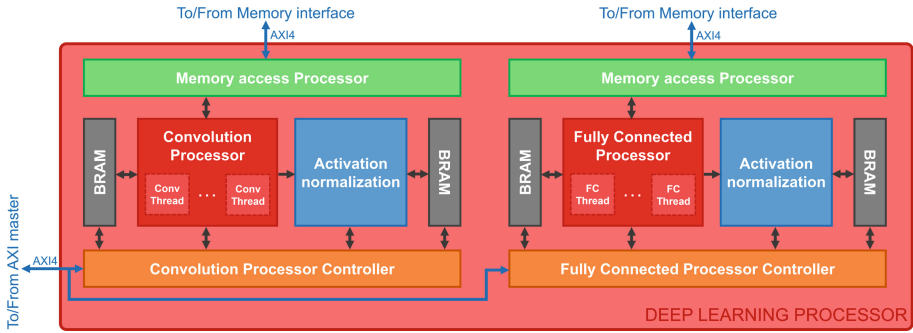 To/From Memory interface
To/From Memory interface
AXI4
AXI4
Memory access Processor
Memory access Processor
BRAM
Convolution
Processor
Conv
Thread
...
Conv
Thread
Activation
normalization
BRAM
BRAM
Fully Connected
Processor
FC
Thread
...
FC
Thread
Activation
normalization
BRAM
To/From AXI master
AXI4
Convolution Processor Controller
Fully Connected Processor Controller
DEEP LEARNING PROCESSOR